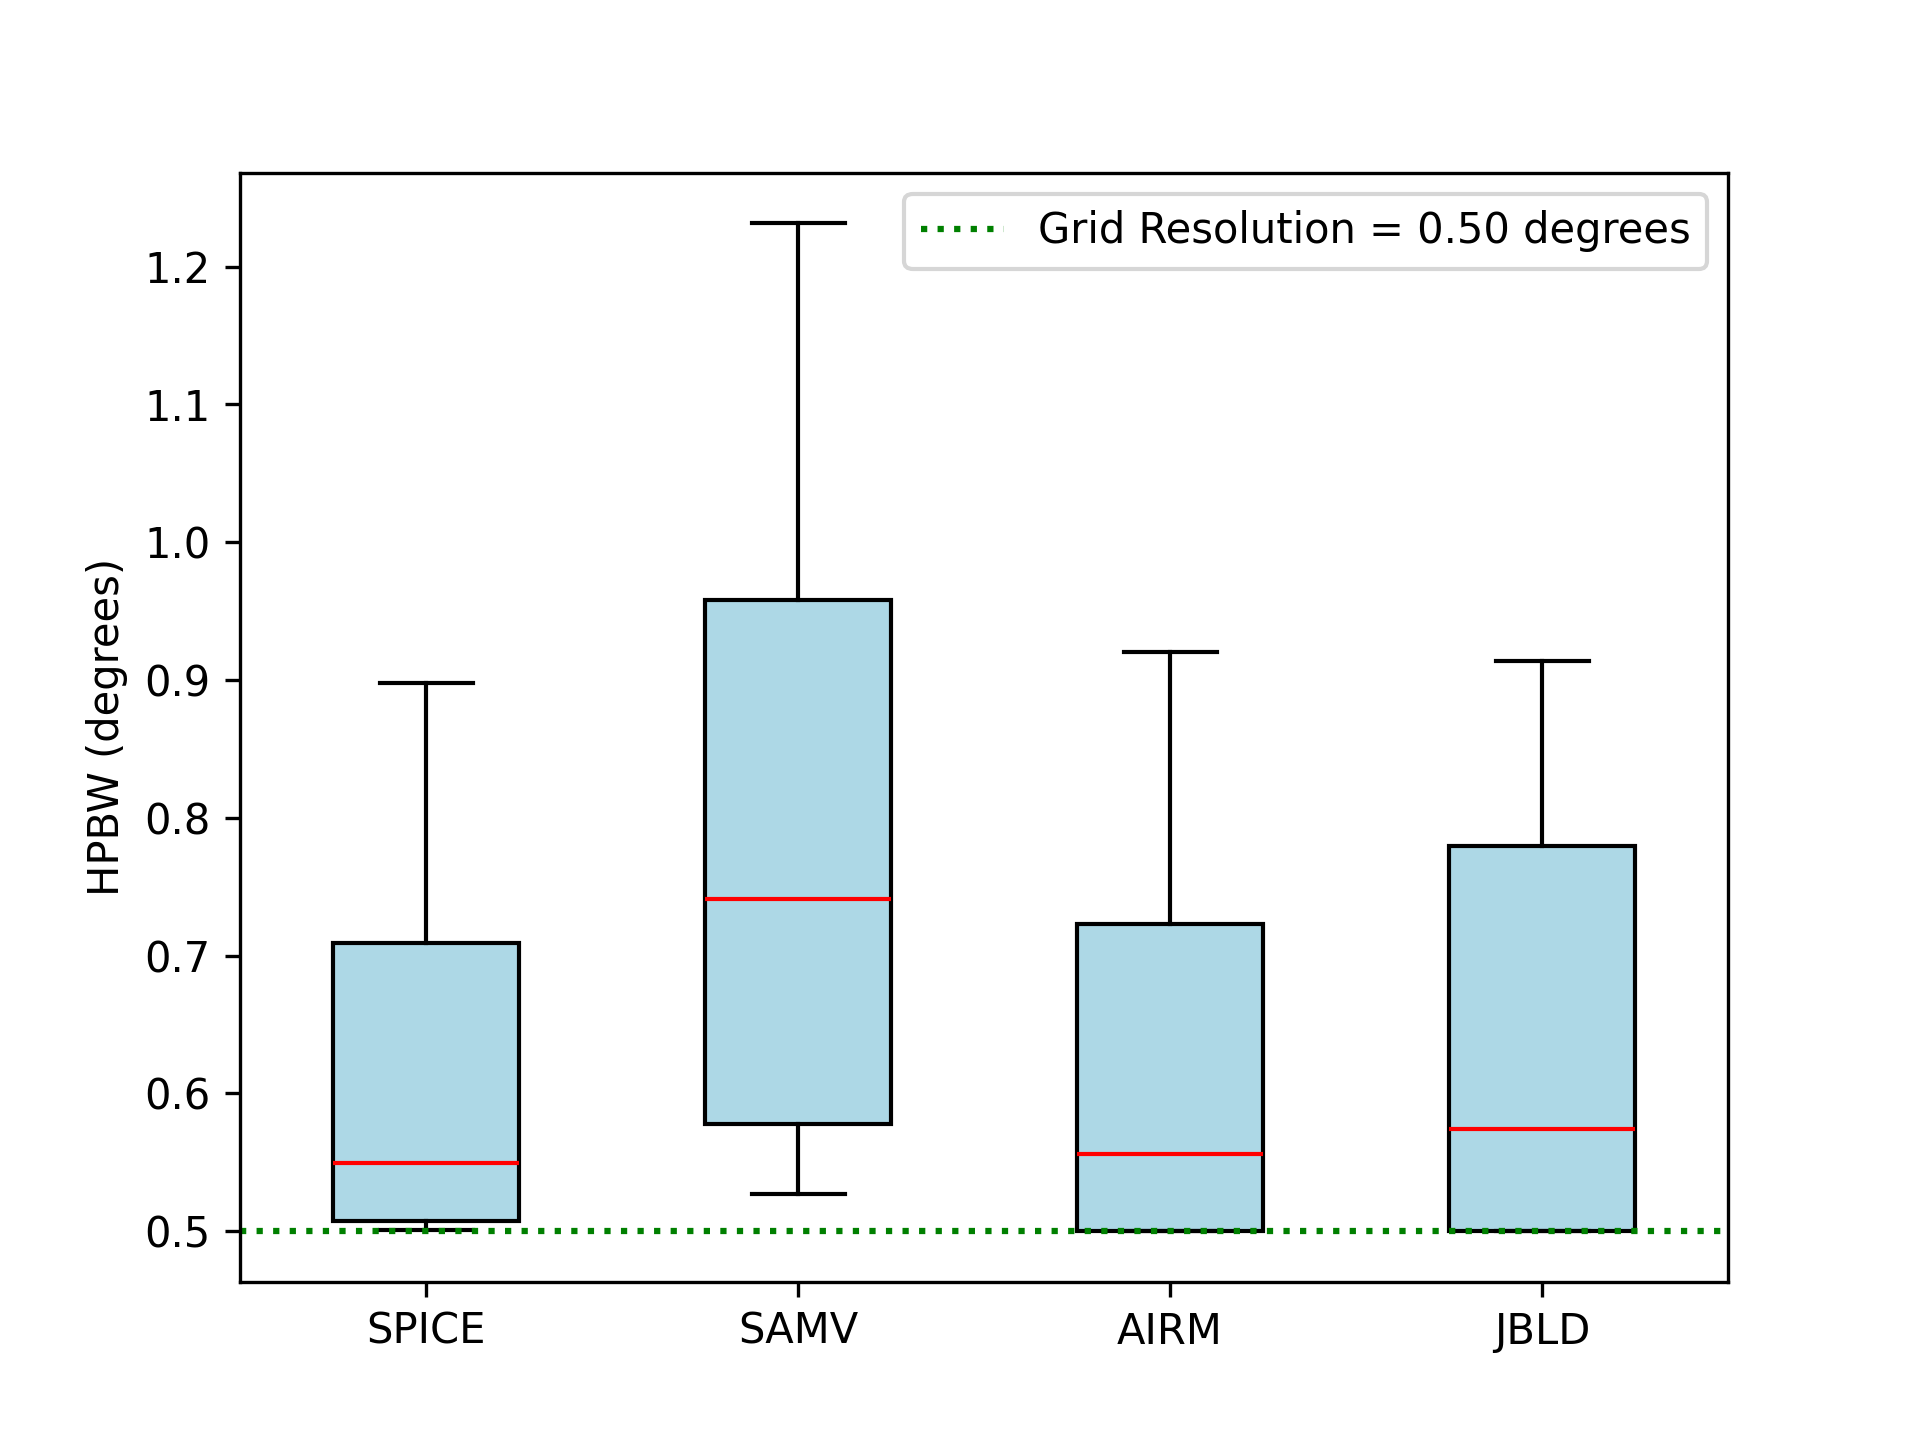 Grid Resolution = 0.50 degrees
HPBW (degrees)
1.2
1.1
1.0
0.9
0.8
0.7
0.6
0.5
SPICE SAMV AIRM JBLD